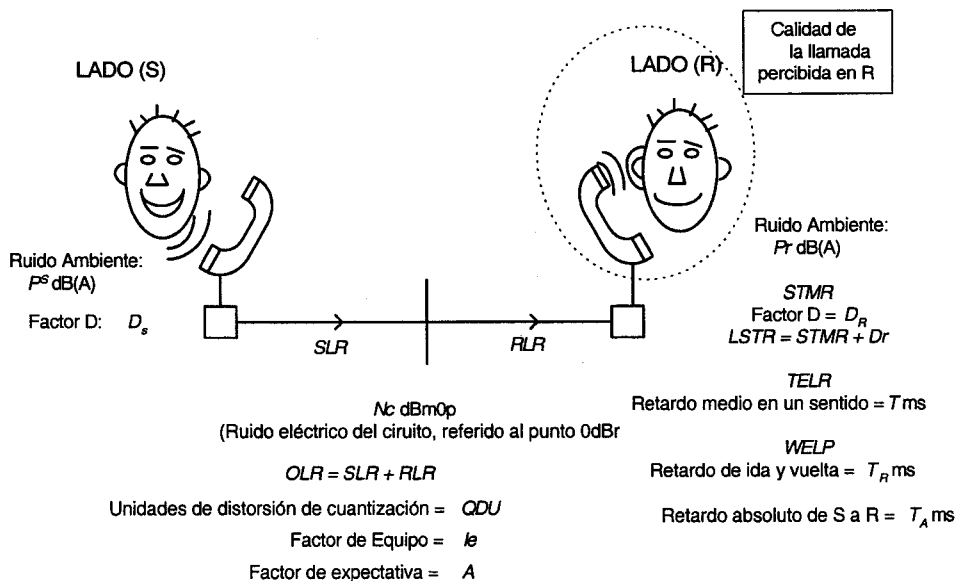 Calidad de
la llamada
percibida en R
LADO (S)
LADO (R)
Ruido Ambiente:
Pˢ dB(A)
Factor D: Dₛ
Ruido Ambiente:
Pr dB(A)
STMR
Factor D = D_R
LSTR = STMR + Dr
SLR
RLR
TELR
Retardo medio en un sentido = T ms
WELP
Retardo de ida y vuelta = T_R ms
Retardo absoluto de S a R = T_A ms
Nc dBm0p
(Ruido eléctrico del ciruito, referido al punto 0dBr
OLR = SLR + RLR
Unidades de distorsión de cuantización = QDU
Factor de Equipo = Ie
Factor de expectativa = A